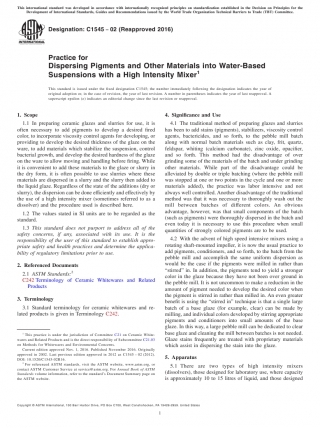 This international standard was developed in accordance with internationally recognized principles on standardization established in the Decision on Principles for the
Development of International Standards, Guides and Recommendations issued by the World Trade Organization Technical Barriers to Trade (TBT) Committee.
Designation: C1545 − 02 (Reapproved 2016)
Practice for
Dispersing Pigments and Other Materials into Water-Based
Suspensions with a High Intensity Mixer1
This standard is issued under the fixed designation C1545; the number immediately following the designation indicates the year of
original adoption or, in the case of revision, the year of last revision. A number in parentheses indicates the year of last reapproval. A
superscript epsilon (ε) indicates an editorial change since the last revision or reapproval.
1. Scope
1.1 In preparing ceramic glazes and slurries for use, it is
often necessary to add pigments to develop a desired fired
color, to incorporate viscosity control agents for developing, or
providing to develop the desired thickness of the glaze on the
ware, to add materials which stabilize the suspension, control
bacterial growth, and develop the desired hardness of the glaze
on the ware to allow moving and handling before firing. While
it is convenient to add these materials to the glaze or slurry in
the dry form, it is often possible to use slurries where these
materials are dispersed in a slurry and the slurry then added to
the liquid glaze. Regardless of the state of the additions (dry or
slurry), the dispersion can be done efficiently and effectively by
the use of a high intensity mixer (sometimes referred to as a
dissolver) and the procedure used is described here.
1.2 The values stated in SI units are to be regarded as the
standard.
1.3 This standard does not purport to address all of the
safety concerns, if any, associated with its use. It is the
responsibility of the user of this standard to establish appro-
priate safety and health practices and determine the applica-
bility of regulatory limitations prior to use.
2. Referenced Documents
2.1 ASTM Standards:2
C242 Terminology of Ceramic Whitewares and Related
Products
3. Terminology
3.1 Standard terminology for ceramic whitewares and re-
lated products is given in Terminology C242.
1 This practice is under the jurisdiction of Committee C21 on Ceramic White-
wares and Related Products and is the direct responsibility of Subcommittee C21.03
on Methods for Whitewares and Environmental Concerns.
Current edition approved Nov. 1, 2016. Published November 2016. Originally
approved in 2002. Last previous edition approved in 2012 as C1545 – 02 (2012).
DOI: 10.1520/C1545-02R16.
2 For referenced ASTM standards, visit the ASTM website, www.astm.org, or
contact ASTM Customer Service at service@astm.org. For Annual Book of ASTM
Standards volume information, refer to the standard's Document Summary page on
the ASTM website.
4. Significance and Use
4.1 The traditional method of preparing glazes and slurries
has been to add stains (pigments), stabilizers, viscosity control
agents, bactericides, and so forth, to the pebble mill batch
along with normal batch materials such as clay, frit, quartz,
feldspar, whiting (calcium carbonate), zinc oxide, opacifier,
and so forth. This method had the disadvantage of over
grinding some of the materials of the batch and under grinding
other materials. While part of the disadvantage could be
alleviated by double or triple batching (where the pebble mill
was stopped at one or two points in the cycle and one or more
materials added), the practice was labor intensive and not
always well controlled. Another disadvantage of the traditional
method was that it was necessary to thoroughly wash out the
mill between batches of different colors. An obvious
advantage, however, was that small components of the batch
(such as pigments) were thoroughly dispersed in the batch and
even today it is necessary to use this procedure when small
quantities of strongly colored pigments are to be used.
4.2 With the advent of high speed intensive mixers using a
rotating shaft-mounted impeller, it is now the usual practice to
add pigments, conditioners, and so forth, to the batch from the
pebble mill and accomplish the same uniform dispersion as
would be the case if the pigments were milled in rather than
"stirred" in. In addition, the pigments tend to yield a stronger
color in the glaze because they have not been over ground in
the pebble mill. It is not uncommon to make a reduction in the
amount of pigment needed to develop the desired color when
the pigment is stirred in rather than milled in. An even greater
benefit is using the "stirred in" technique is that a single large
batch of a base glaze (for example, clear) can be made by
milling, and individual colors developed by stirring appropriate
pigments and conditioners into small amounts of the base
glaze. In this way, a large pebble mill can be dedicated to clear
base glaze and cleaning the mill between batches is not needed.
Glaze stains frequently are treated with proprietary materials
which assist in dispersing the stain into the glaze.
5. Apparatus
5.1 There are two types of high intensity mixers
(dissolvers), those designed for laboratory use, where capacity
is approximately 10 to 15 litres of liquid, and those designed
Copyright © ASTM International, 100 Barr Harbor Drive, PO Box C700, West Conshohocken, PA 19428-2959. United States
1